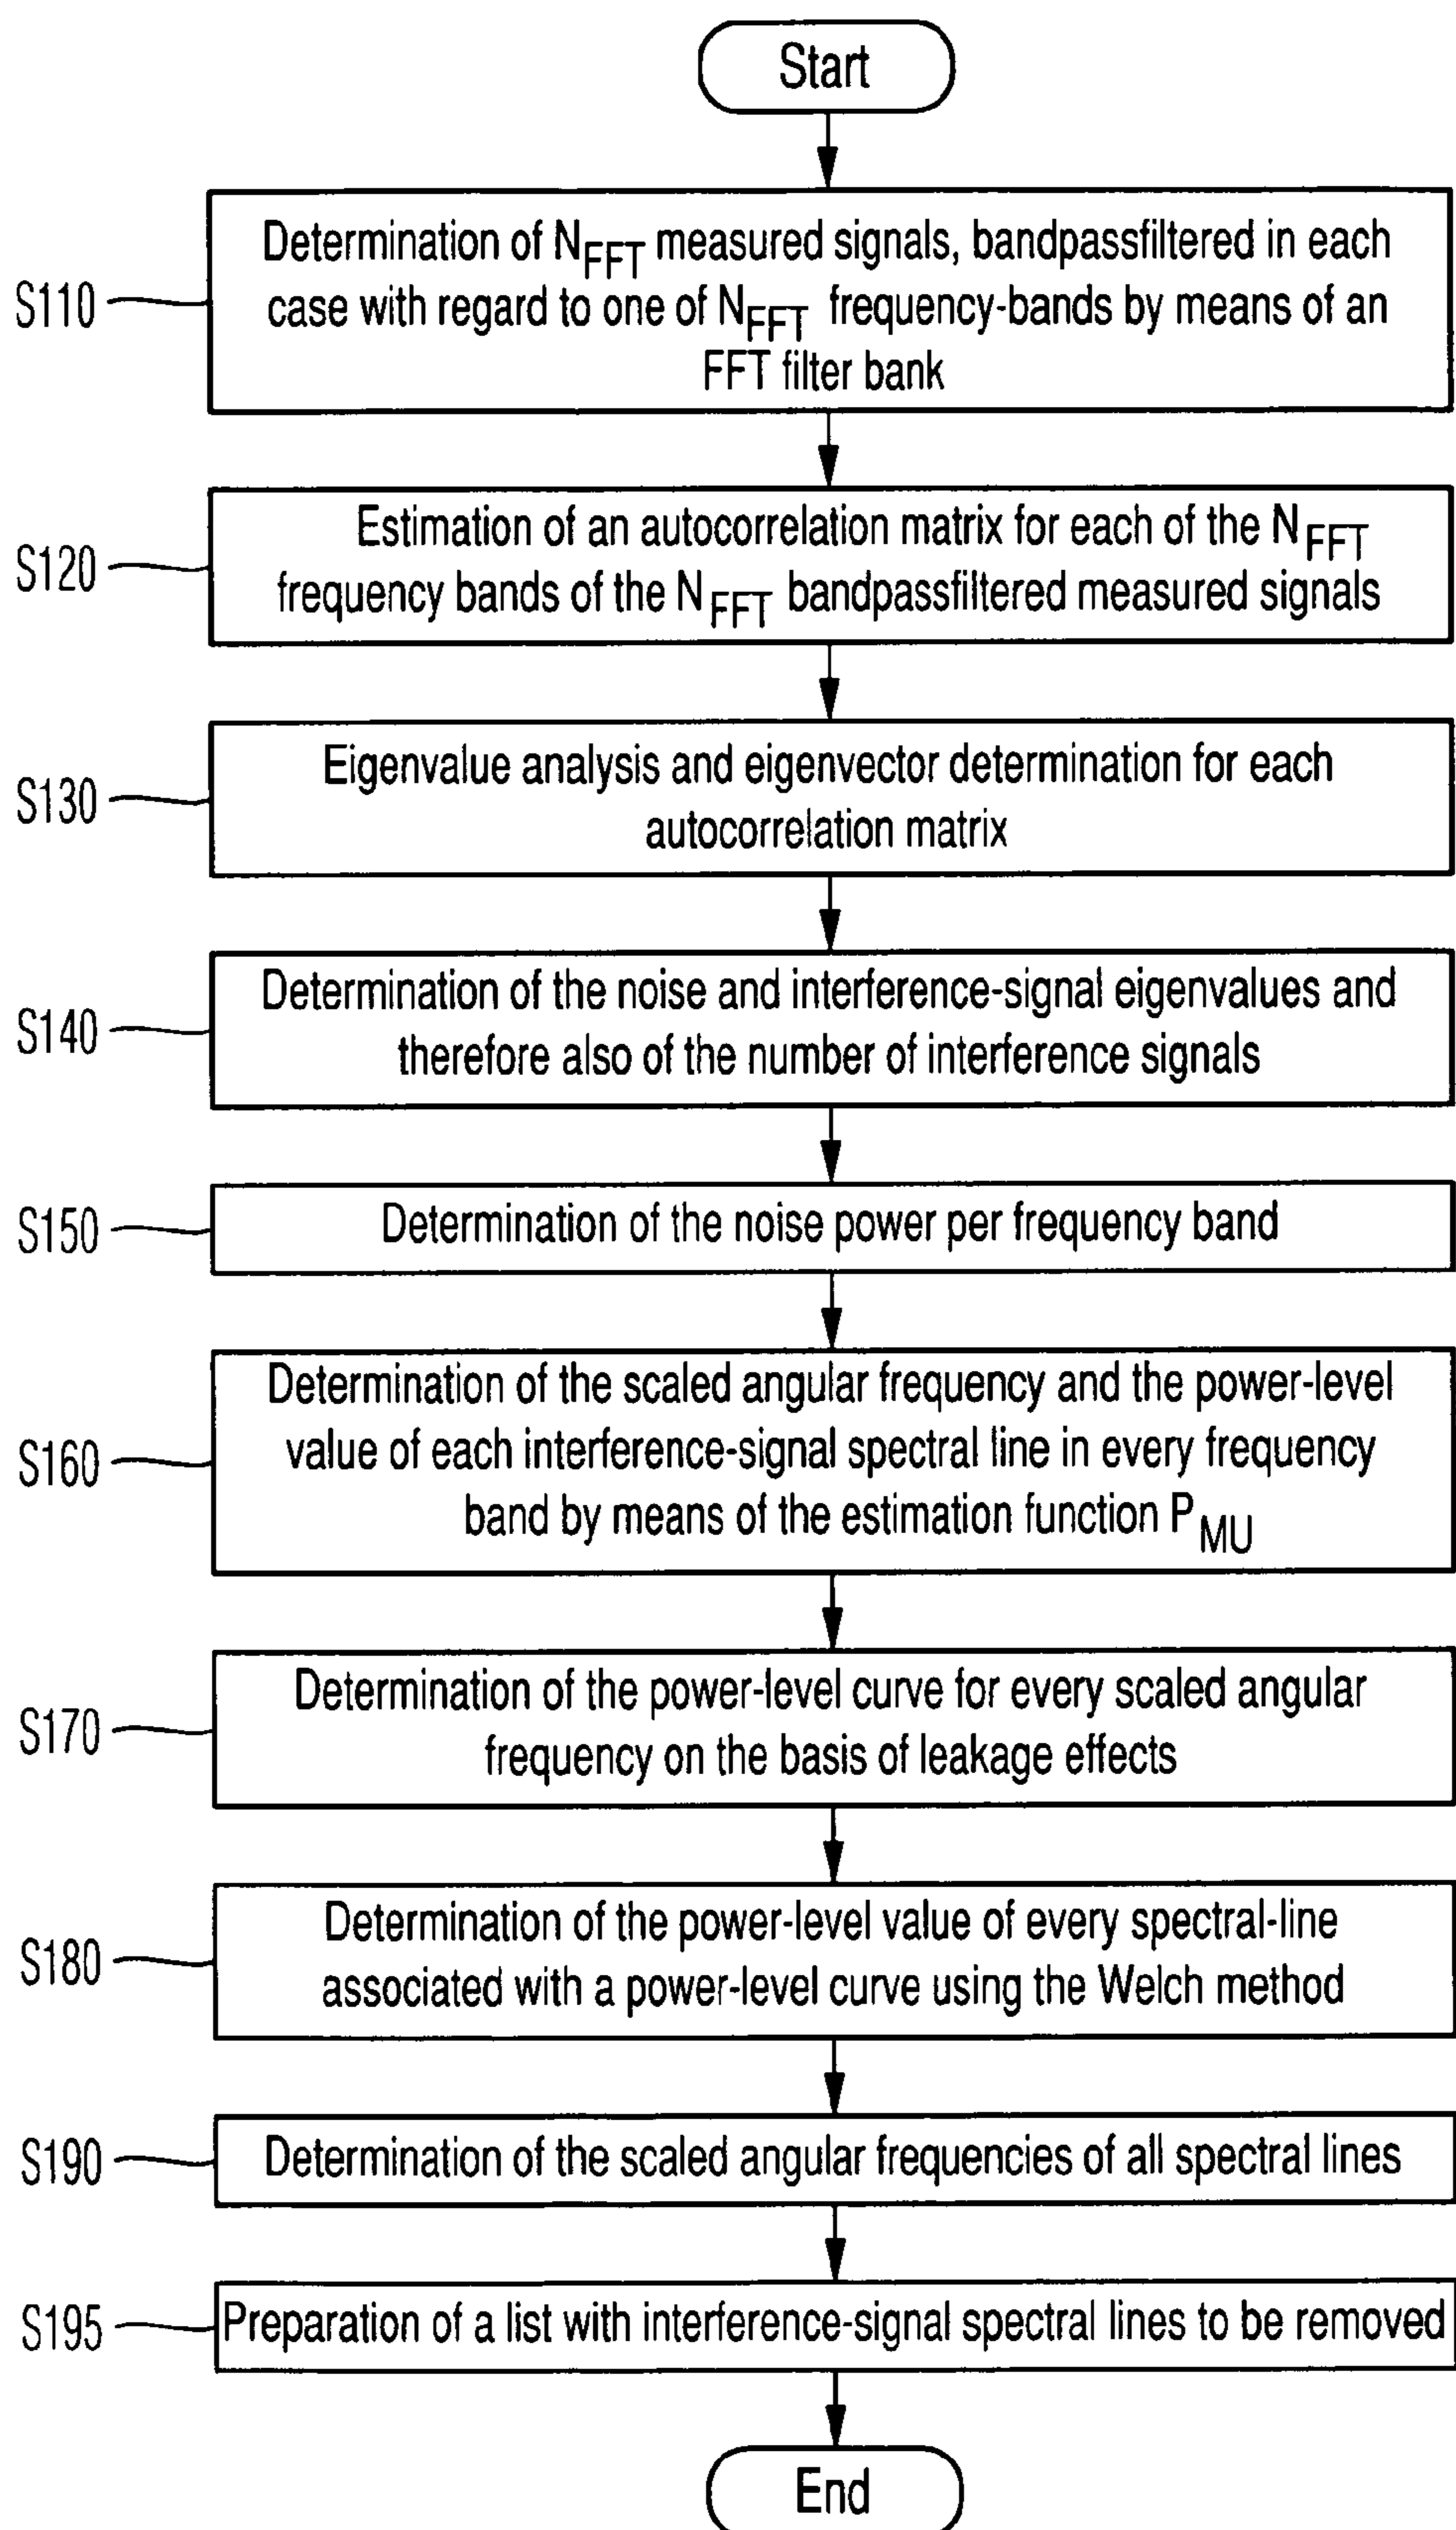 Start
S110
Determination of N_FFT measured signals, bandpassfiltered in each
case with regard to one of N_FFT frequency-bands by means of an
FFT filter bank
S120
Estimation of an autocorrelation matrix for each of the N_FFT
frequency bands of the N_FFT bandpassfiltered measured signals
S130
Eigenvalue analysis and eigenvector determination for each
autocorrelation matrix
S140
Determination of the noise and interference-signal eigenvalues and
therefore also of the number of interference signals
S150
Determination of the noise power per frequency band
S160
Determination of the scaled angular frequency and the power-level
value of each interference-signal spectral line in every frequency
band by means of the estimation function P_MU
S170
Determination of the power-level curve for every scaled angular
frequency on the basis of leakage effects
S180
Determination of the power-level value of every spectral-line
associated with a power-level curve using the Welch method
S190
Determination of the scaled angular frequencies of all spectral lines
S195
Preparation of a list with interference-signal spectral lines to be removed
End